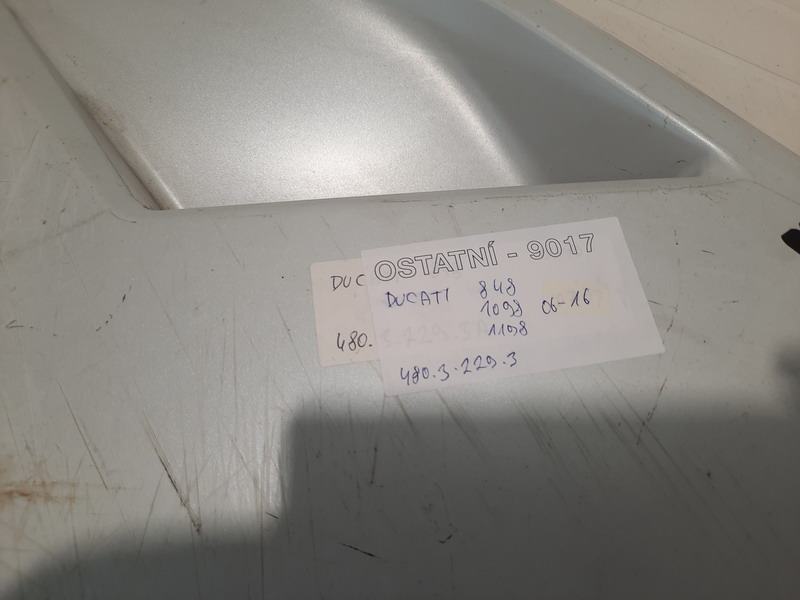 OSTATNÍ - 9017
DUCATI 848
1098 06-16
1198
480.3.229.3
DUC
480.